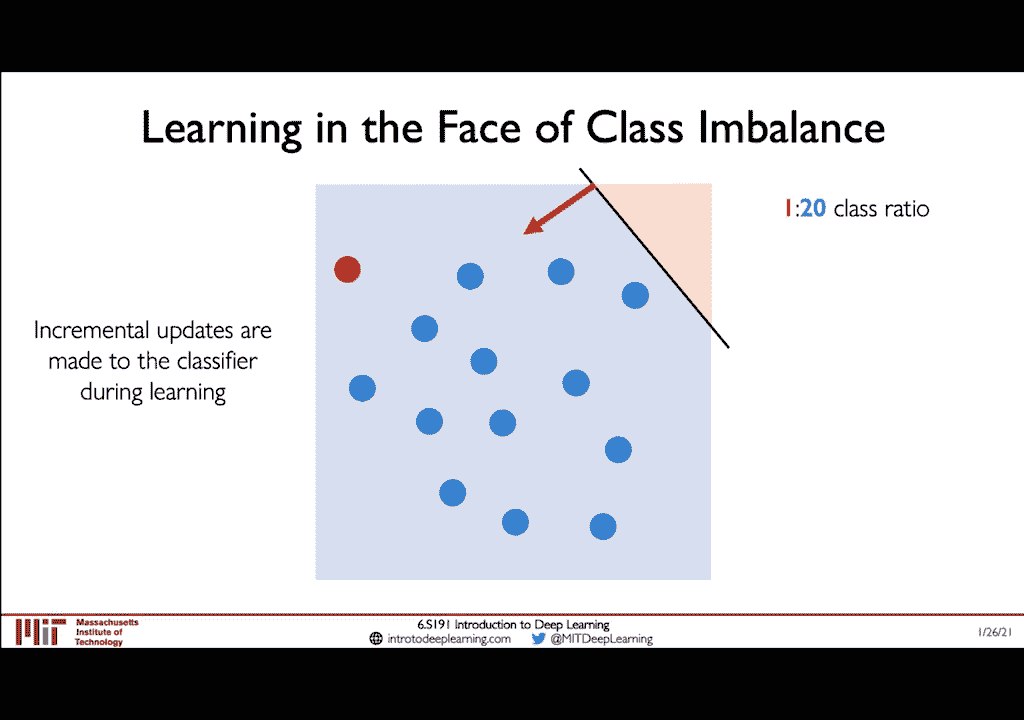 Learning in the Face of Class Imbalance
1:20 class ratio
Incremental updates are
made to the classifier
during learning
MIT
Massachusetts
Institute of
Technology
6.S191 Introduction to Deep Learning
introtodeeplearning.com @MITDeepLearning
1/26/21